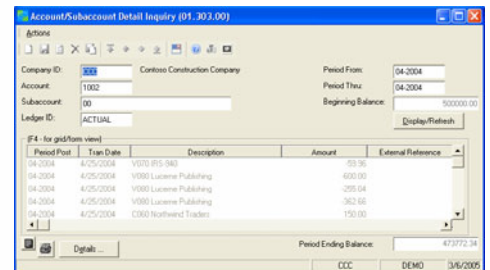 Account/Subaccount Detail Inquiry (01.303.00)
Actions
Company ID: CCC Contoso Construction Company Period From: 04-2004
Account: 1002 Period Thru: 04-2004
Subaccount: 00 Beginning Balance: 500000.00
Ledger ID: ACTUAL Display/Refresh
(F4 - for grid/form view)
Period Post Tran Date Description Amount External Reference
04-2004 4/25/2004 V070 IRS-940 -59.96
04-2004 4/25/2004 V080 Lucerne Publishing -600.00
04-2004 4/25/2004 V080 Lucerne Publishing -255.04
04-2004 4/25/2004 V080 Lucerne Publishing -362.66
04-2004 4/25/2004 C060 Northwind Traders 150.00
Details ... Period Ending Balance: 473772.34
CCC DEMO 3/6/2005